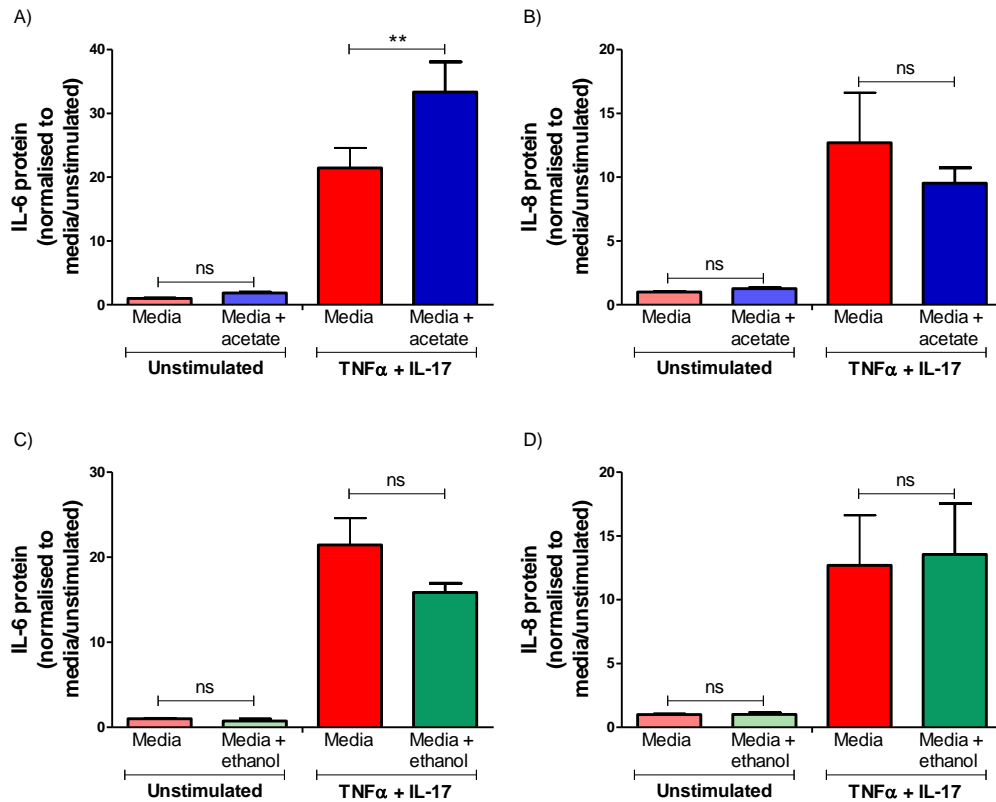 A)
IL-6 protein
(normalised to
media/unstimulated)
40
30
20
10
0
ns
**
Media
Media +
acetate
Media
Media +
acetate
Unstimulated
TNFα + IL-17
B)
IL-8 protein
(normalised to
media/unstimulated)
20
15
10
5
0
ns
ns
Media
Media +
acetate
Media
Media +
acetate
Unstimulated
TNFα + IL-17
C)
IL-6 protein
(normalised to
media/unstimulated)
30
20
10
0
ns
ns
Media
Media +
ethanol
Media
Media +
ethanol
Unstimulated
TNFα + IL-17
D)
IL-8 protein
(normalised to
media/unstimulated)
20
15
10
5
0
ns
ns
Media
Media +
ethanol
Media
Media +
ethanol
Unstimulated
TNFα + IL-17